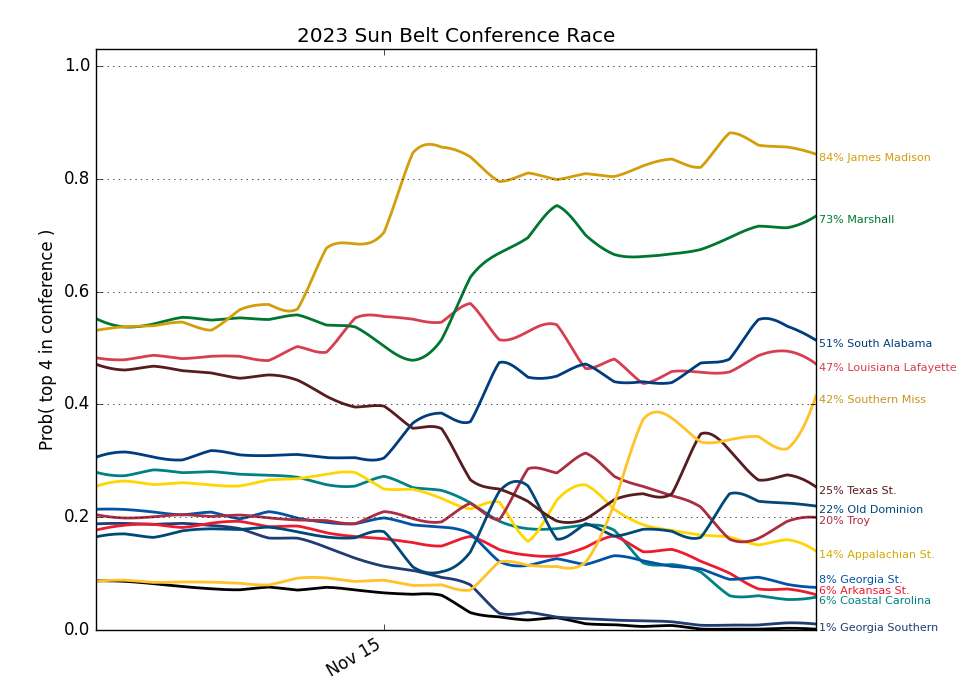 2023 Sun Belt Conference Race
Prob( top 4 in conference )
1.0
0.8
0.6
0.4
0.2
0.0
Nov 15
84% James Madison
73% Marshall
51% South Alabama
47% Louisiana Lafayette
42% Southern Miss
25% Texas St.
22% Old Dominion
20% Troy
14% Appalachian St.
8% Georgia St.
6% Arkansas St.
6% Coastal Carolina
1% Georgia Southern